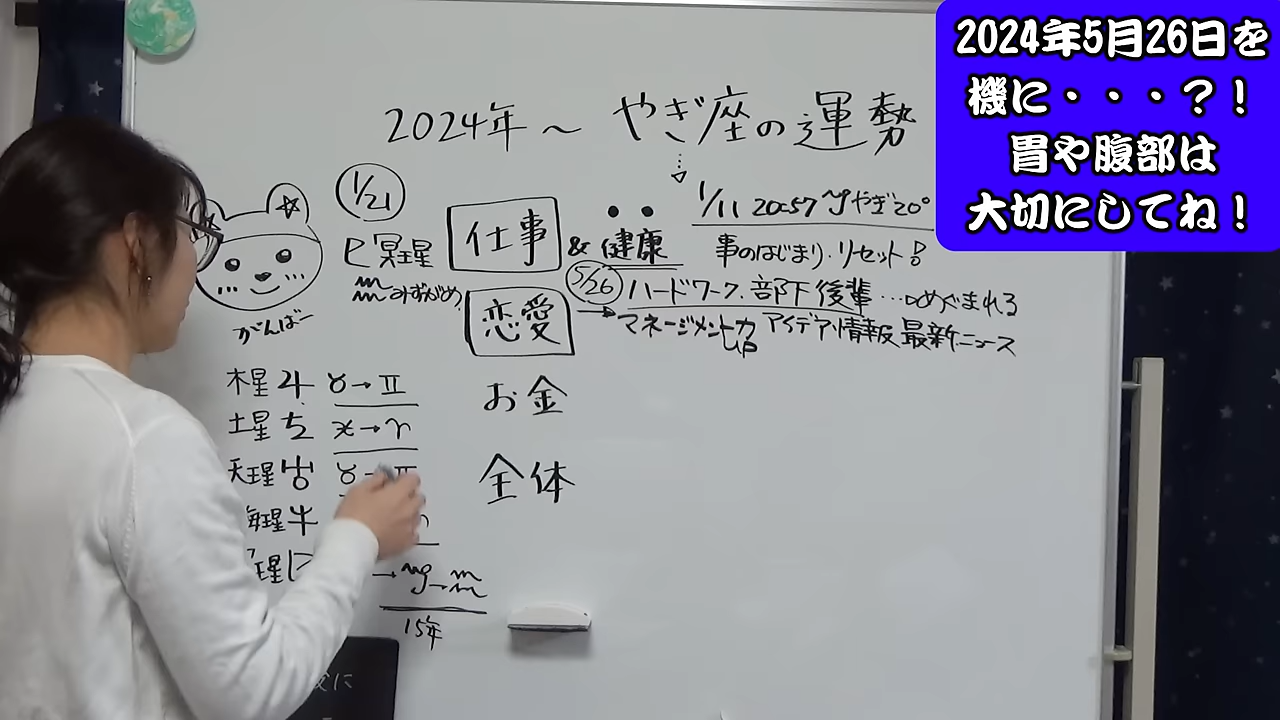 2024年5月26日を
機に・・・?!
胃や腹部は
大切にしてね!
2024年～ やぎ座の運勢
1/21
1/11 20:57 ♑やぎ20°
仕事
& 健康
事のはじまり・リセット
冥星
♒みずがめ
5/26
ハードワーク、部下後輩…めぐまれる
→ マネージメント力UP アイデア、情報 最新ニュース
恋愛
がんばー
木星 ♃ ♉→♊
お金
土星 ♄ ♓→♈
天王星 ♅ ♉→♊
全体
海王星
→♑→♒
15年